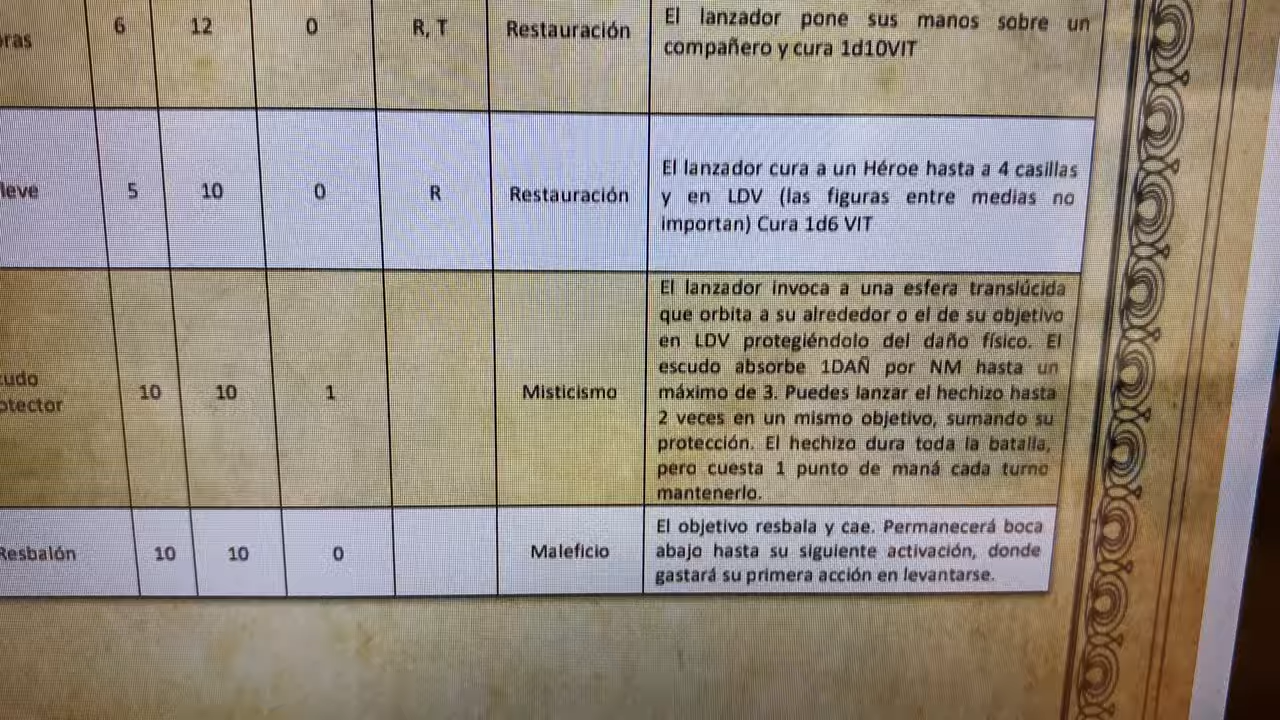 6 12 0 R, T Restauración El lanzador pone sus manos sobre un
compañero y cura 1d10VIT
leve 5 10 0 R Restauración El lanzador cura a un Héroe hasta a 4 casillas
y en LDV (las figuras entre medias no
importan) Cura 1d6 VIT
El lanzador invoca a una esfera translúcida
que orbita a su alrededor o el de su objetivo
en LDV protegiéndolo del daño físico. El
escudo absorbe 1DAÑ por NM hasta un
10 10 1 Misticismo máximo de 3. Puedes lanzar el hechizo hasta
2 veces en un mismo objetivo, sumando su
protección. El hechizo dura toda la batalla,
pero cuesta 1 punto de maná cada turno
mantenerlo.
Resbalón 10 10 0 Maleficio El objetivo resbala y cae. Permanecerá boca
abajo hasta su siguiente activación, donde
gastará su primera acción en levantarse.